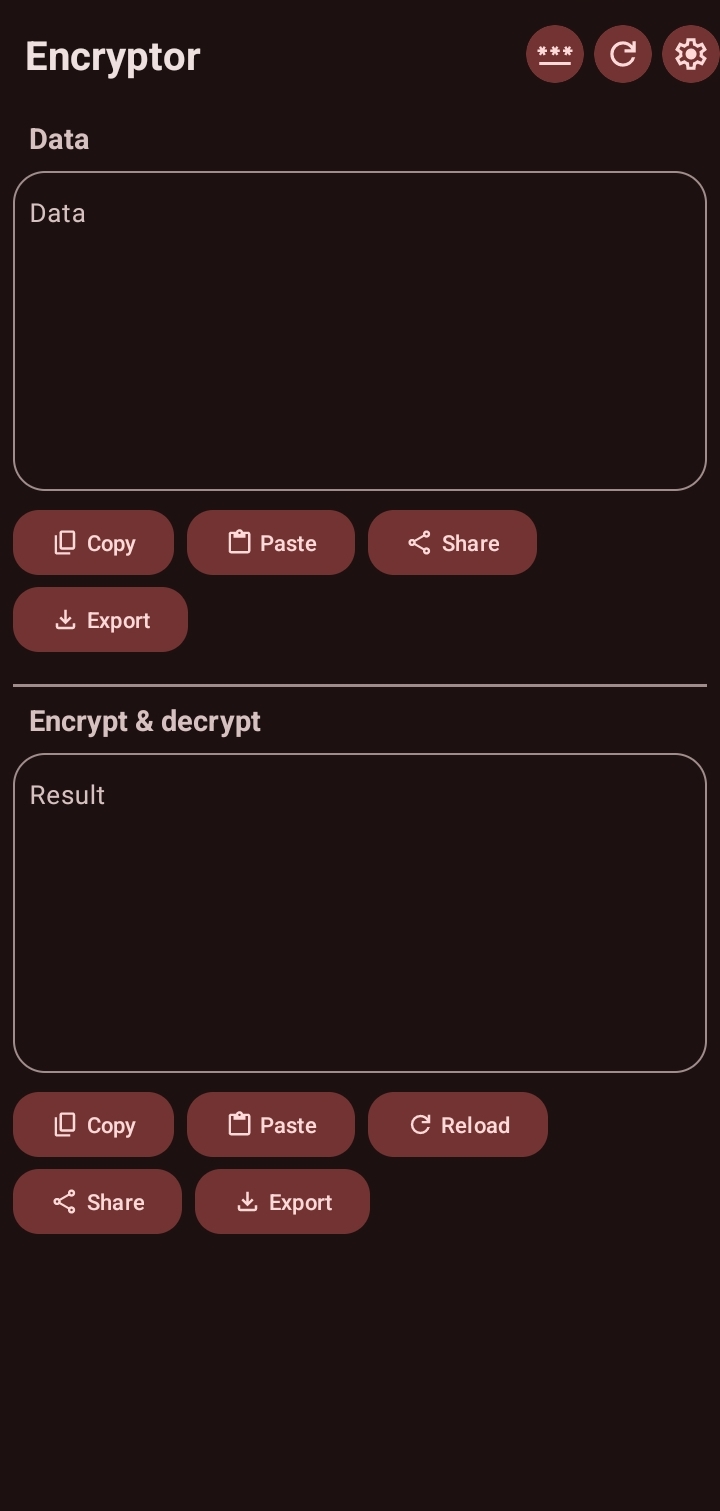 Encryptor
Data
Data
Copy Paste Share
Export
Encrypt & decrypt
Result
Copy Paste Reload
Share Export